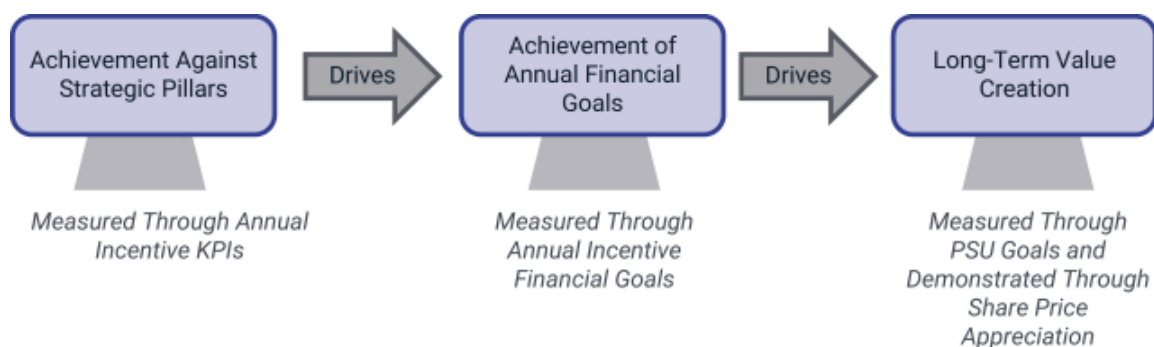 Achievement Against
Strategic Pillars
Drives
Achievement of
Annual Financial
Goals
Drives
Long-Term Value
Creation
Measured Through Annual
Incentive KPIs
Measured Through
Annual Incentive
Financial Goals
Measured Through
PSU Goals and
Demonstrated Through
Share Price
Appreciation